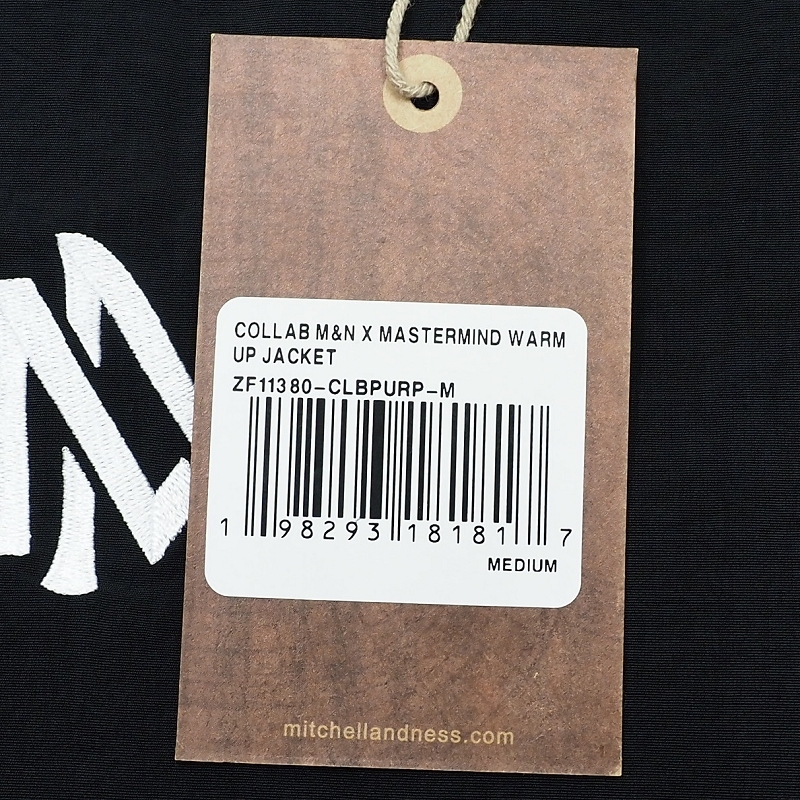 COLLAB M&N X MASTERMIND WARM
UP JACKET
ZF11380-CLBPURP-M
1 98293 18181 7
MEDIUM
mitchellandness.com